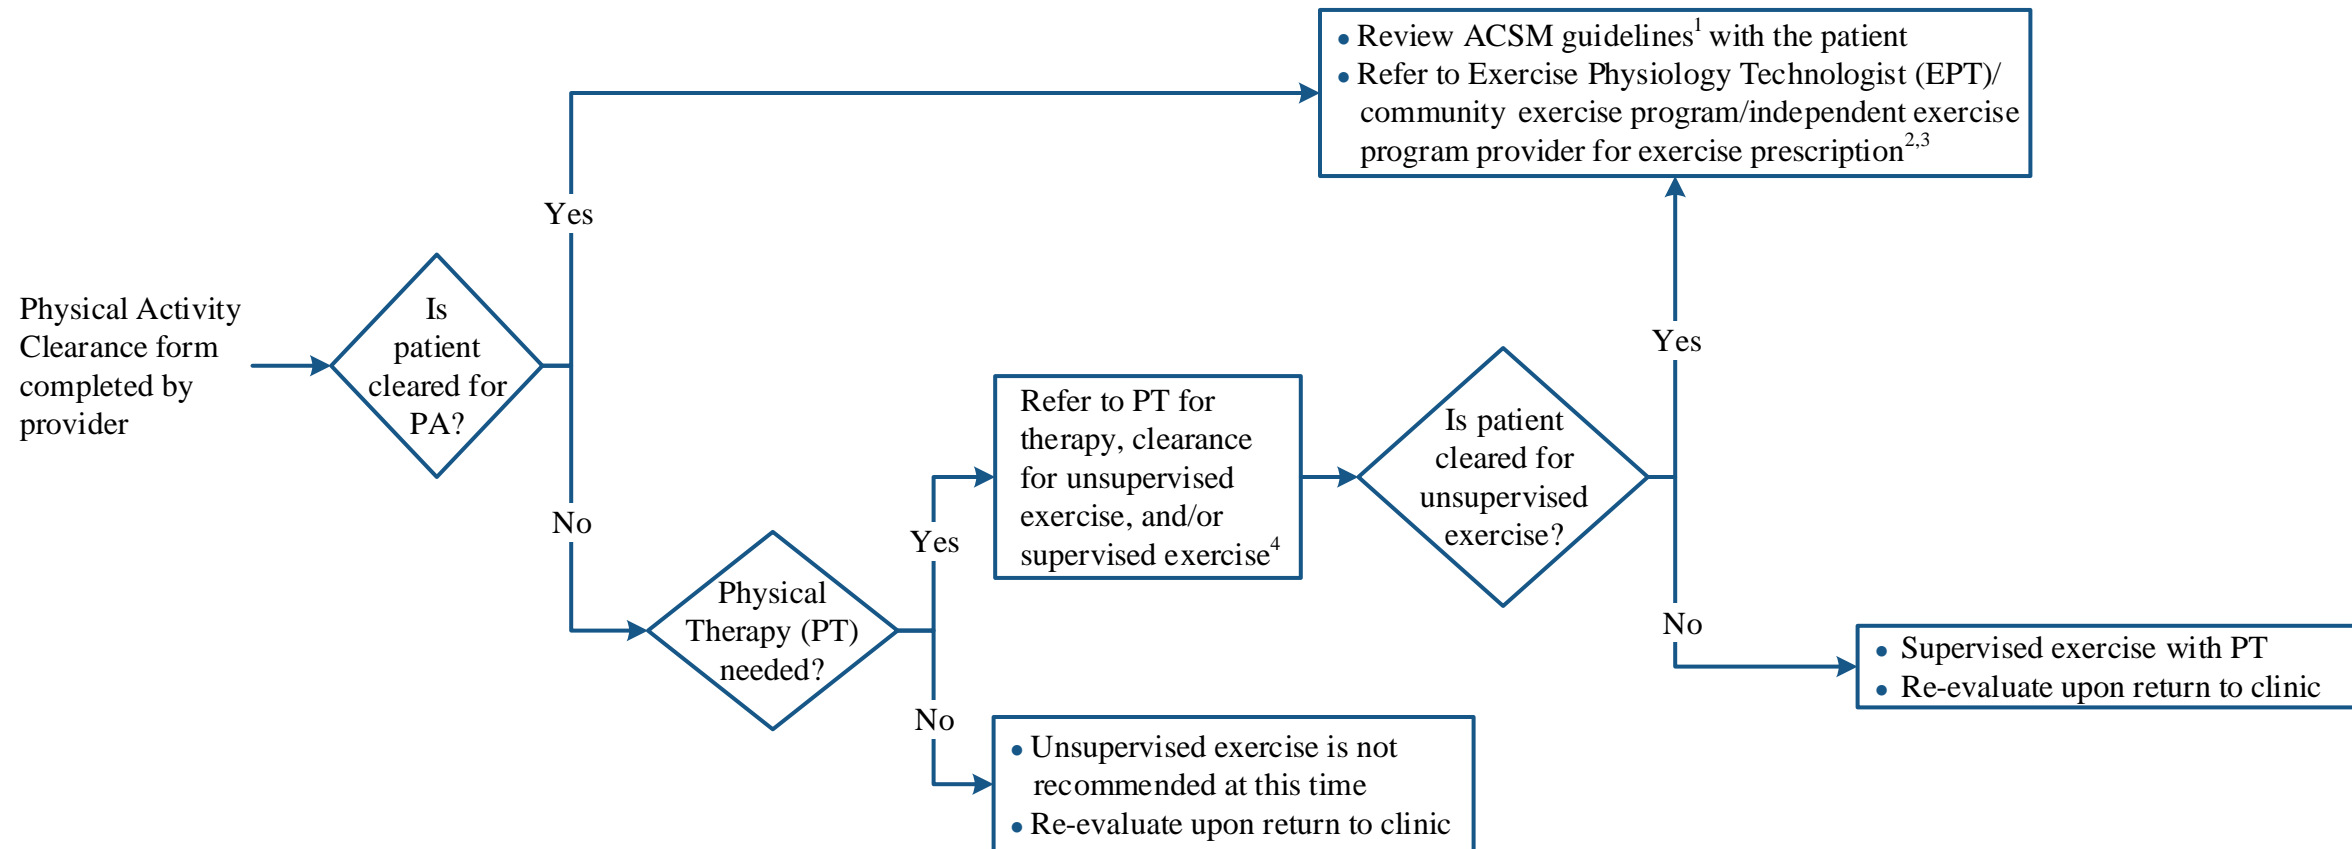 Physical Activity
Clearance form
completed by
provider
Is
patient
cleared for
PA?
Yes
No
• Review ACSM guidelines¹ with the patient
• Refer to Exercise Physiology Technologist (EPT)/
community exercise program/independent exercise
program provider for exercise prescription²,³
Physical
Therapy (PT)
needed?
Yes
No
Refer to PT for
therapy, clearance
for unsupervised
exercise, and/or
supervised exercise⁴
• Unsupervised exercise is not
recommended at this time
• Re-evaluate upon return to clinic
Is patient
cleared for
unsupervised
exercise?
Yes
No
• Supervised exercise with PT
• Re-evaluate upon return to clinic